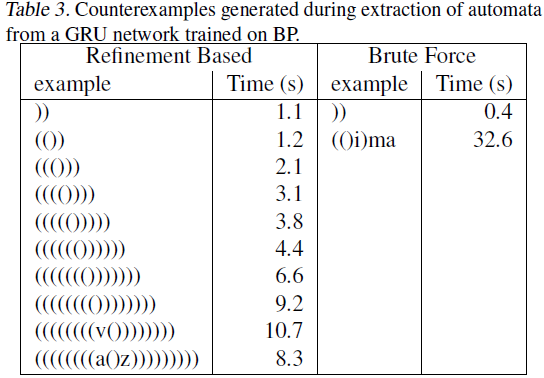 Table 3. Counterexamples generated during extraction of automata
from a GRU network trained on BP.
Refinement Based Brute Force
example Time (s) example Time (s)
)) 1.1 )) 0.4
(()) 1.2 (()i)ma 32.6
((())) 2.1
(((()))) 3.1
((((())))) 3.8
(((((()))))) 4.4
((((((())))))) 6.6
(((((((()))))))) 9.2
((((((((v()))))))) 10.7
((((((((a()z))))))))) 8.3